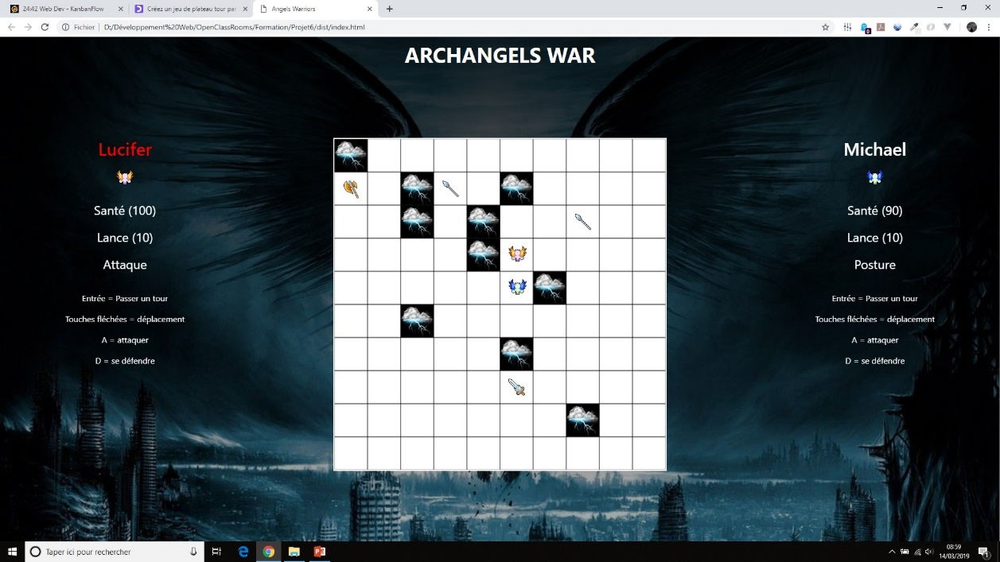 24:42 Web Dev - KanbanFlow
Créez un jeu de plateau tour par
Angels Warriors
Fichier
D:/Développement%20Web/OpenClassRooms/Formation/Projet6/dist/index.html
ARCHANGELS WAR
Lucifer
Santé (100)
Lance (10)
Attaque
Entrée = Passer un tour
Touches fléchées = déplacement
A = attaquer
D = se défendre
Michael
Santé (90)
Lance (10)
Posture
Entrée = Passer un tour
Touches fléchées = déplacement
A = attaquer
D = se défendre
Taper ici pour rechercher
08:59
14/03/2019